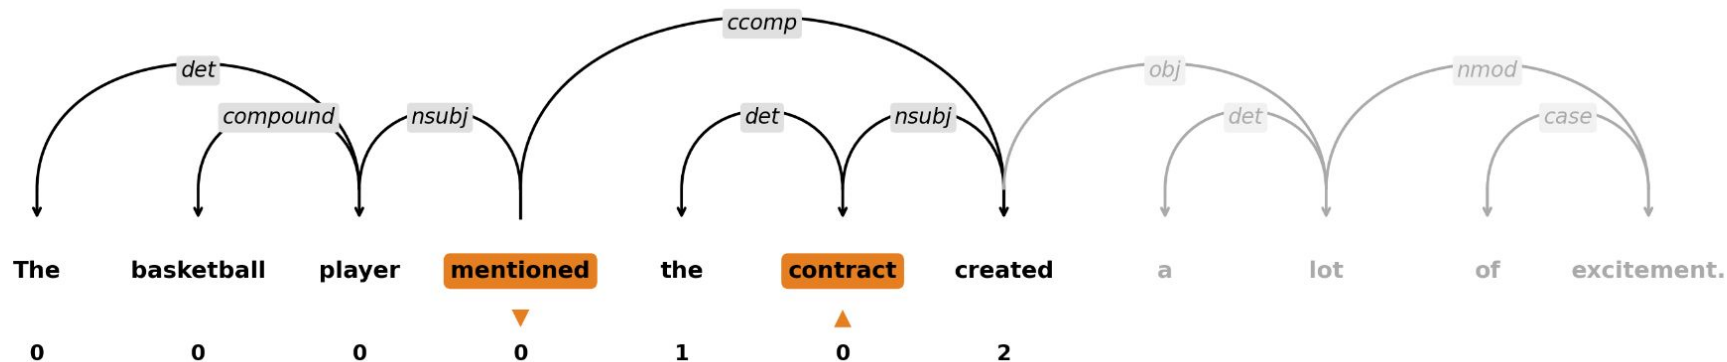 ccomp
det obj nmod
compound nsubj det nsubj det case
The basketball player mentioned the contract created a lot of excitement.
0 0 0 0 1 0 2